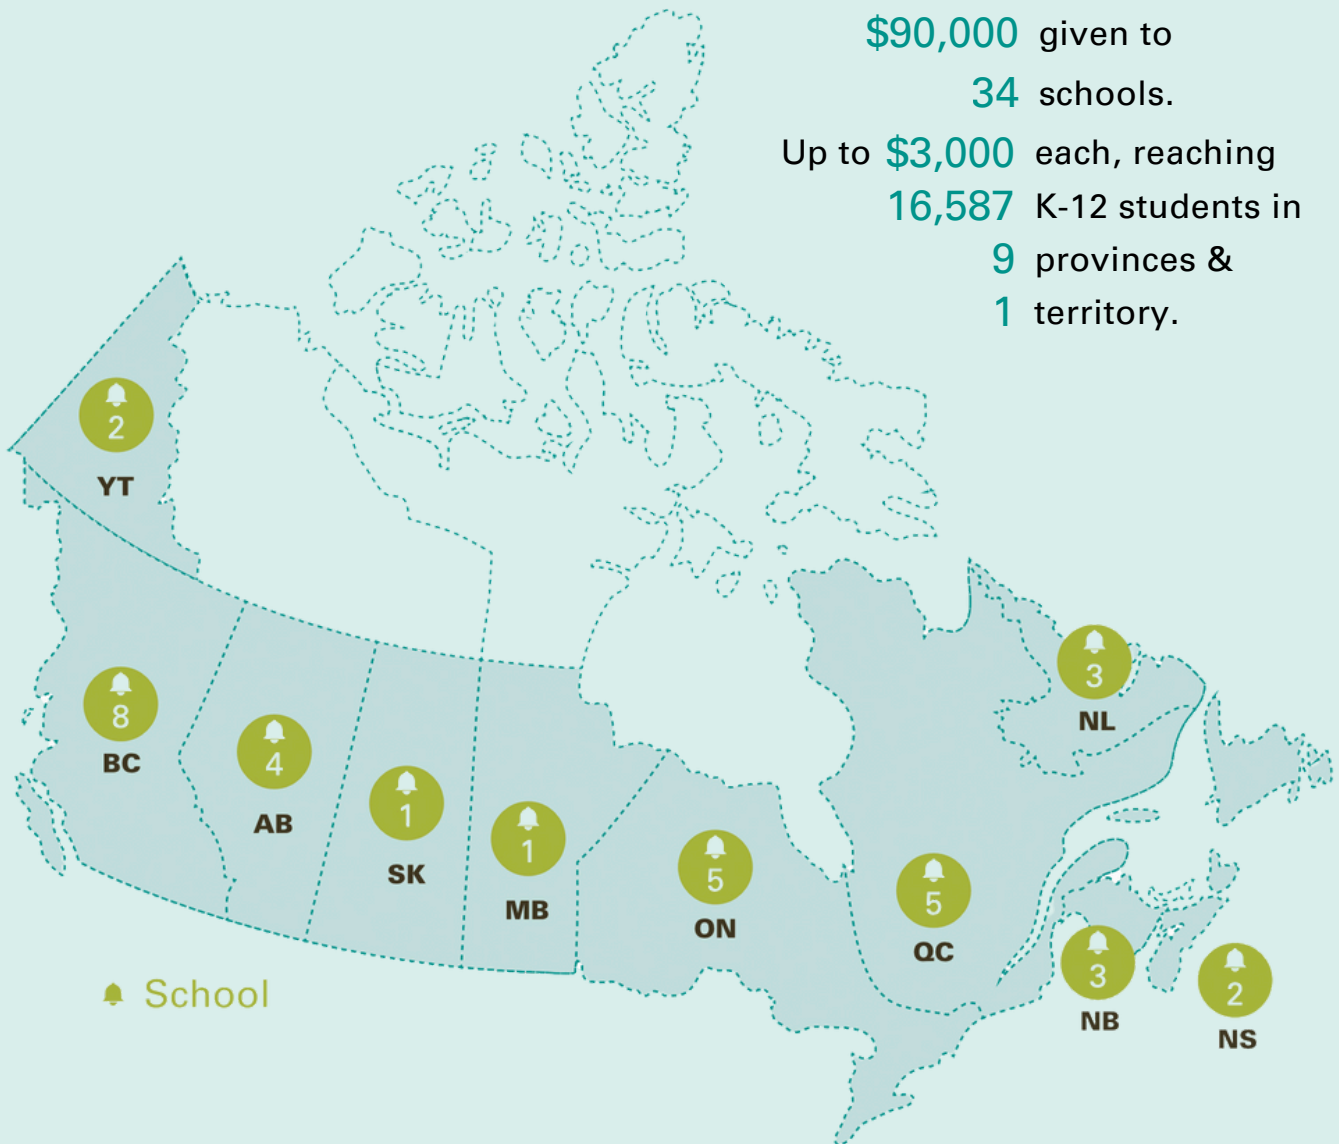 $90,000 given to
34 schools.
Up to $3,000 each, reaching
16,587 K-12 students in
9 provinces &
1 territory.
2
YT
8
BC
4
AB
1
SK
1
MB
5
ON
5
QC
3
NL
3
NB
2
NS
School